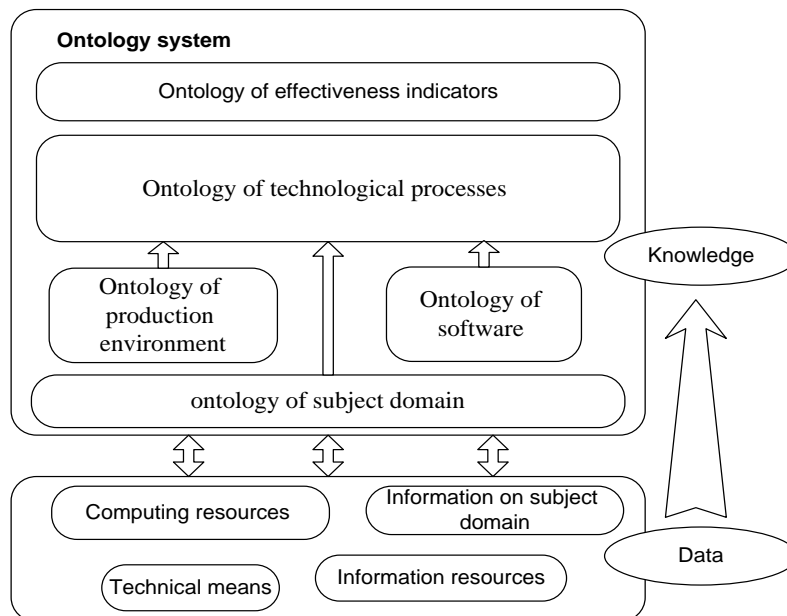 Ontology system
Ontology of effectiveness indicators
Ontology of technological processes
Knowledge
Ontology of
production
environment
Ontology of
software
ontology of subject domain
Computing resources
Information on subject
domain
Data
Technical means
Information resources